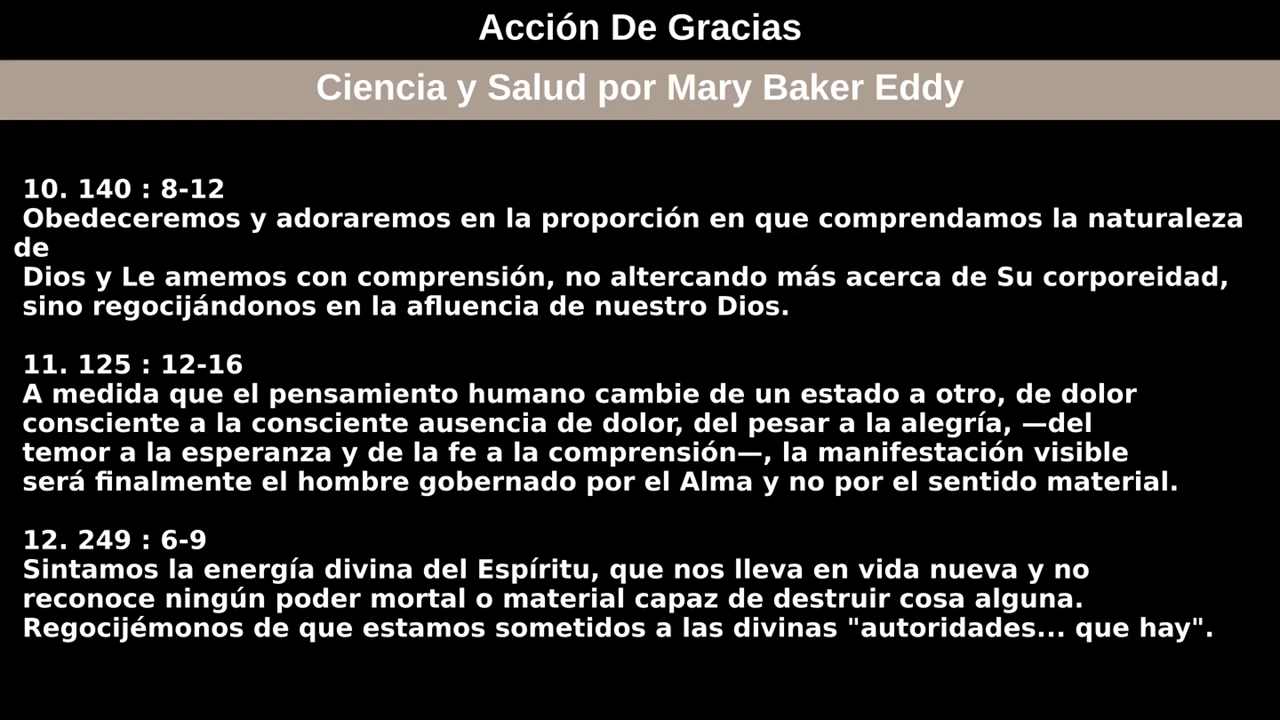 Acción De Gracias
Ciencia y Salud por Mary Baker Eddy
10. 140 : 8-12
Obedeceremos y adoraremos en la proporción en que comprendamos la naturaleza
de
Dios y Le amemos con comprensión, no altercando más acerca de Su corporeidad,
sino regocijándonos en la afluencia de nuestro Dios.
11. 125 : 12-16
A medida que el pensamiento humano cambie de un estado a otro, de dolor
consciente a la consciente ausencia de dolor, del pesar a la alegría, —del
temor a la esperanza y de la fe a la comprensión—, la manifestación visible
será finalmente el hombre gobernado por el Alma y no por el sentido material.
12. 249 : 6-9
Sintamos la energía divina del Espíritu, que nos lleva en vida nueva y no
reconoce ningún poder mortal o material capaz de destruir cosa alguna.
Regocijémonos de que estamos sometidos a las divinas "autoridades... que hay".